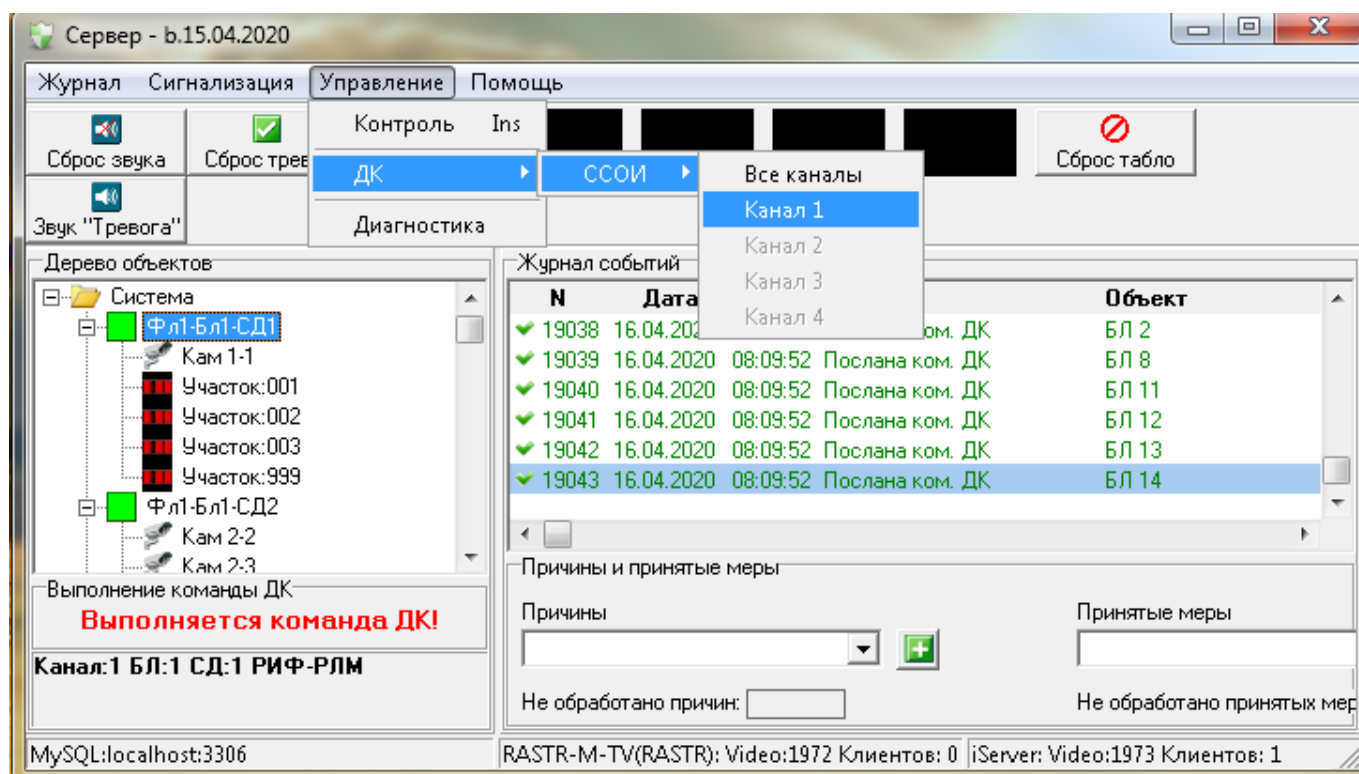 Сервер - b.15.04.2020
Журнал Сигнализация Управление Помощь
Сброс звука
Сброс трев
Звук "Тревога"
Сброс табло
Контроль Ins
ДК
Диагностика
ССОИ
Все каналы
Канал 1
Канал 2
Канал 3
Канал 4
Дерево объектов
Система
Фл1-Бл1-СД1
Кам 1-1
Участок:001
Участок:002
Участок:003
Участок:999
Фл1-Бл1-СД2
Кам 2-2
Кам 2-3
Выполнение команды ДК
Выполняется команда ДК!
Канал:1 БЛ:1 СД:1 РИФ-РЛМ
Журнал событий
N Дата Объект
19038 16.04.202 ом. ДК БЛ 2
19039 16.04.2020 08:09:52 Послана ком. ДК БЛ 8
19040 16.04.2020 08:09:52 Послана ком. ДК БЛ 11
19041 16.04.2020 08:09:52 Послана ком. ДК БЛ 12
19042 16.04.2020 08:09:52 Послана ком. ДК БЛ 13
19043 16.04.2020 08:09:52 Послана ком. ДК БЛ 14
Причины и принятые меры
Причины
Принятые меры
Не обработано причин:
Не обработано принятых мер
MySQL:localhost:3306
RASTR-M-TV(RASTR): Video:1972 Клиентов: 0
iServer: Video:1973 Клиентов: 1